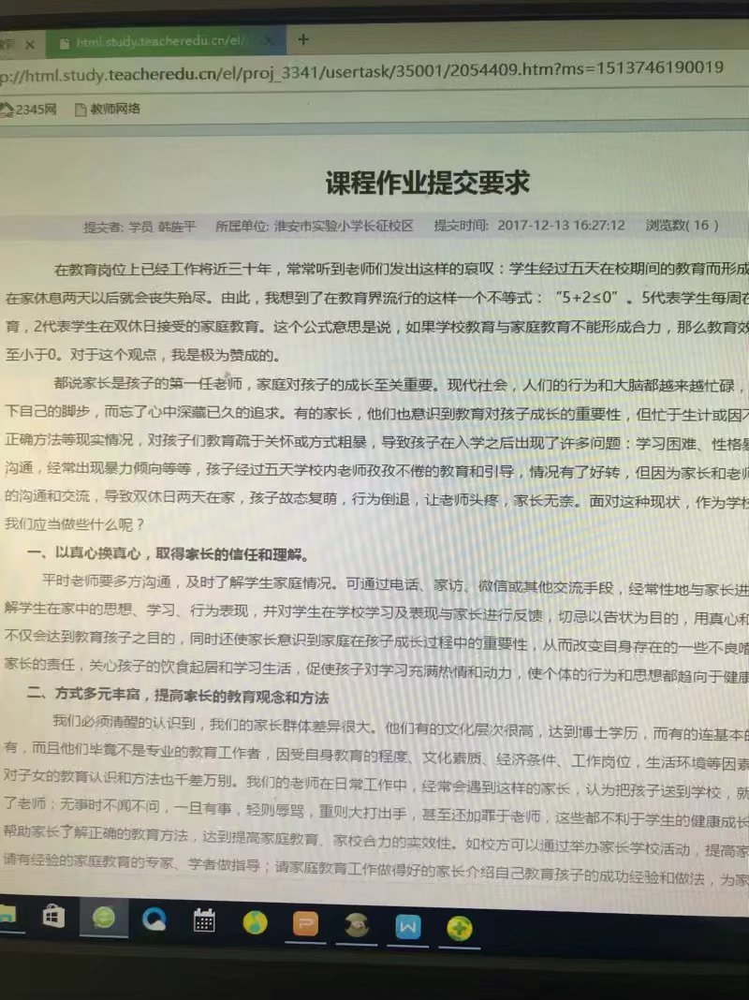 html.study.teacheredu.cn/el/
p://html.study.teacheredu.cn/el/proj_3341/usertask/35001/2054409.htm?ms=1513746190019
2345网 教师网络
课程作业提交要求
提交者: 学员 韩旌平 所属单位: 淮安市实验小学长征校区 提交时间: 2017-12-13 16:27:12 浏览数( 16 )
在教育岗位上已经工作将近三十年，常常听到老师们发出这样的哀叹：学生经过五天在校期间的教育而形成
在家休息两天以后就会丧失殆尽。由此，我想到了在教育界流行的这样一个不等式：“5+2≤0”。5代表学生每周在
育，2代表学生在双休日接受的家庭教育。这个公式意思是说，如果学校教育与家庭教育不能形成合力，那么教育效
至小于0。对于这个观点，我是极为赞成的。
都说家长是孩子的第一任老师，家庭对孩子的成长至关重要。现代社会，人们的行为和大脑都越来越忙碌，
下自己的脚步，而忘了心中深藏已久的追求。有的家长，他们也意识到教育对孩子成长的重要性，但忙于生计或因不
正确方法等现实情况，对孩子们教育疏于关怀或方式粗暴，导致孩子在入学之后出现了许多问题：学习困难、性格暴
沟通，经常出现暴力倾向等等，孩子经过五天学校内老师孜孜不倦的教育和引导，情况有了好转，但因为家长和老师
的沟通和交流，导致双休日两天在家，孩子故态复萌，行为倒退，让老师头疼，家长无奈。面对这种现状，作为学校
我们应当做些什么呢？
一、以真心换真心，取得家长的信任和理解。
平时老师要多方沟通，及时了解学生家庭情况。可通过电话、家访、微信或其他交流手段，经常性地与家长进
解学生在家中的思想、学习、行为表现，并对学生在学校学习及表现与家长进行反馈，切忌以告状为目的，用真心和
不仅会达到教育孩子之目的，同时还使家长意识到家庭在孩子成长过程中的重要性，从而改变自身存在的一些不良嗜
家长的责任，关心孩子的饮食起居和学习生活，促使孩子对学习充满热情和动力，使个体的行为和思想都趋向于健康
二、方式多元丰富，提高家长的教育观念和方法
我们必须清醒的认识到，我们的家长群体差异很大。他们有的文化层次很高，达到博士学历，而有的连基本的
有，而且他们毕竟不是专业的教育工作者，因受自身教育的程度、文化素质、经济条件、工作岗位，生活环境等因素
对子女的教育认识和方法也千差万别。我们的老师在日常工作中，经常会遇到这样的家长，认为把孩子送到学校，就
了老师；无事时不闻不问，一旦有事，轻则辱骂，重则大打出手，甚至还加罪于老师，这些都不利于学生的健康成长
帮助家长了解正确的教育方法，达到提高家庭教育、家校合力的实效性。如校方可以通过举办家长学校活动，提高家
请有经验的家庭教育的专家、学者做指导；请家庭教育工作做得好的家长介绍自己教育孩子的成功经验和做法，为家